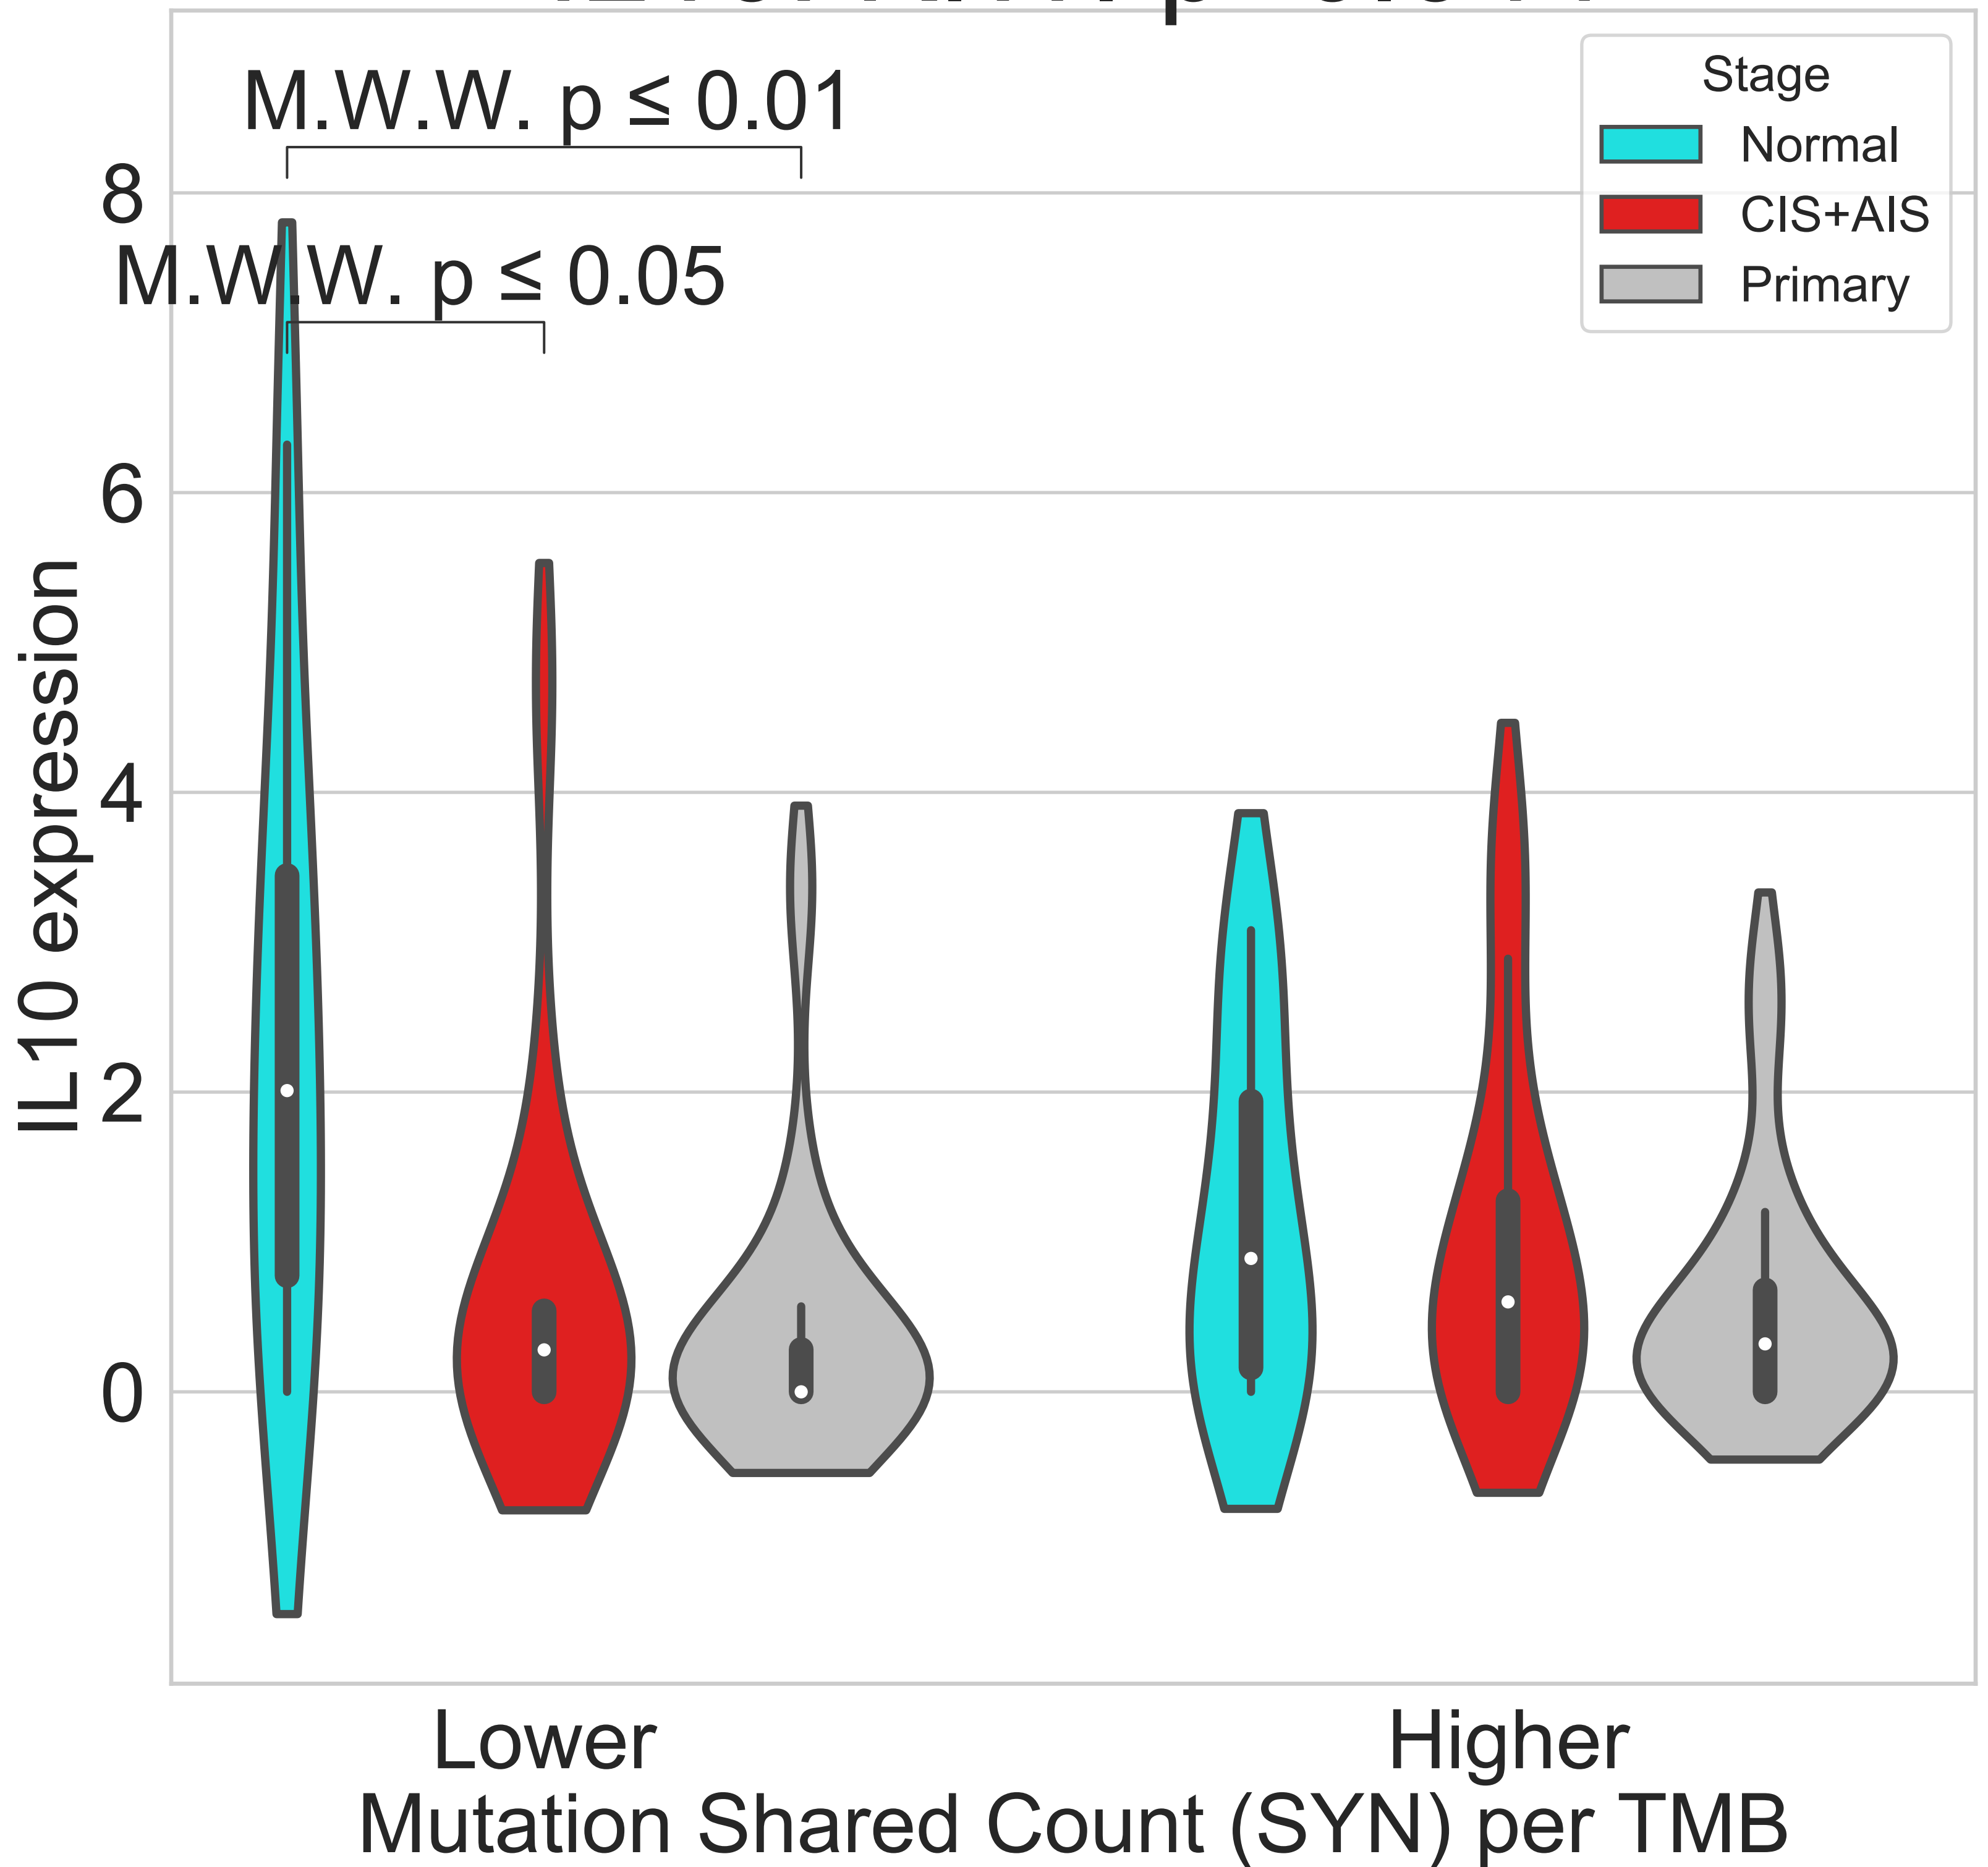 M.W.W. p ≤ 0.01
M.W.W. p ≤ 0.05
Stage
Normal
CIS+AIS
Primary
8
6
4
2
0
IL10 expression
Lower
Higher
Mutation Shared Count (SYN) per TMB